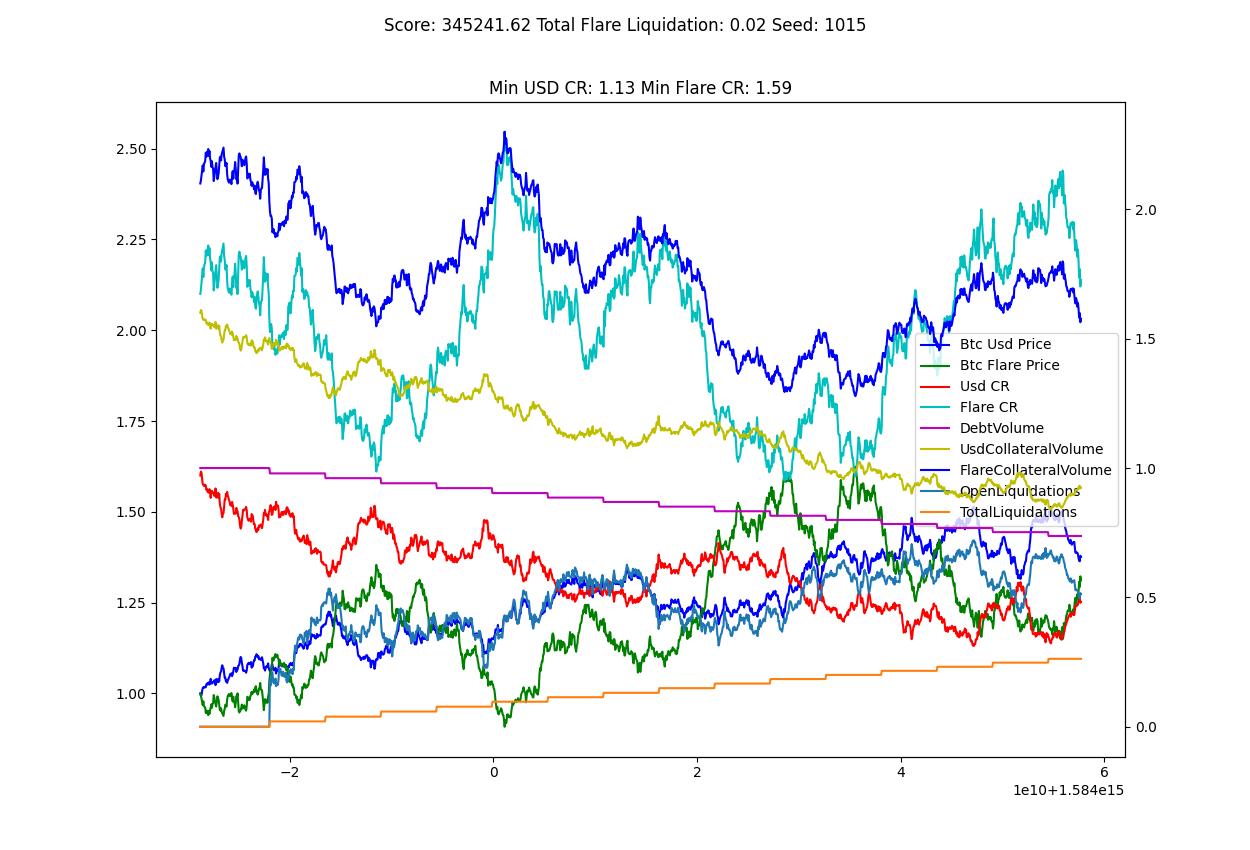 Score: 345241.62 Total Flare Liquidation: 0.02 Seed: 1015
Min USD CR: 1.13 Min Flare CR: 1.59
2.50
2.25
2.00
1.75
1.50
1.25
1.00
2.0
1.5
1.0
0.5
0.0
Btc Usd Price
Btc Flare Price
Usd CR
Flare CR
DebtVolume
UsdCollateralVolume
FlareCollateralVolume
OpenLiquidations
TotalLiquidations
−2 0 2 4 6
1e10+1.584e15